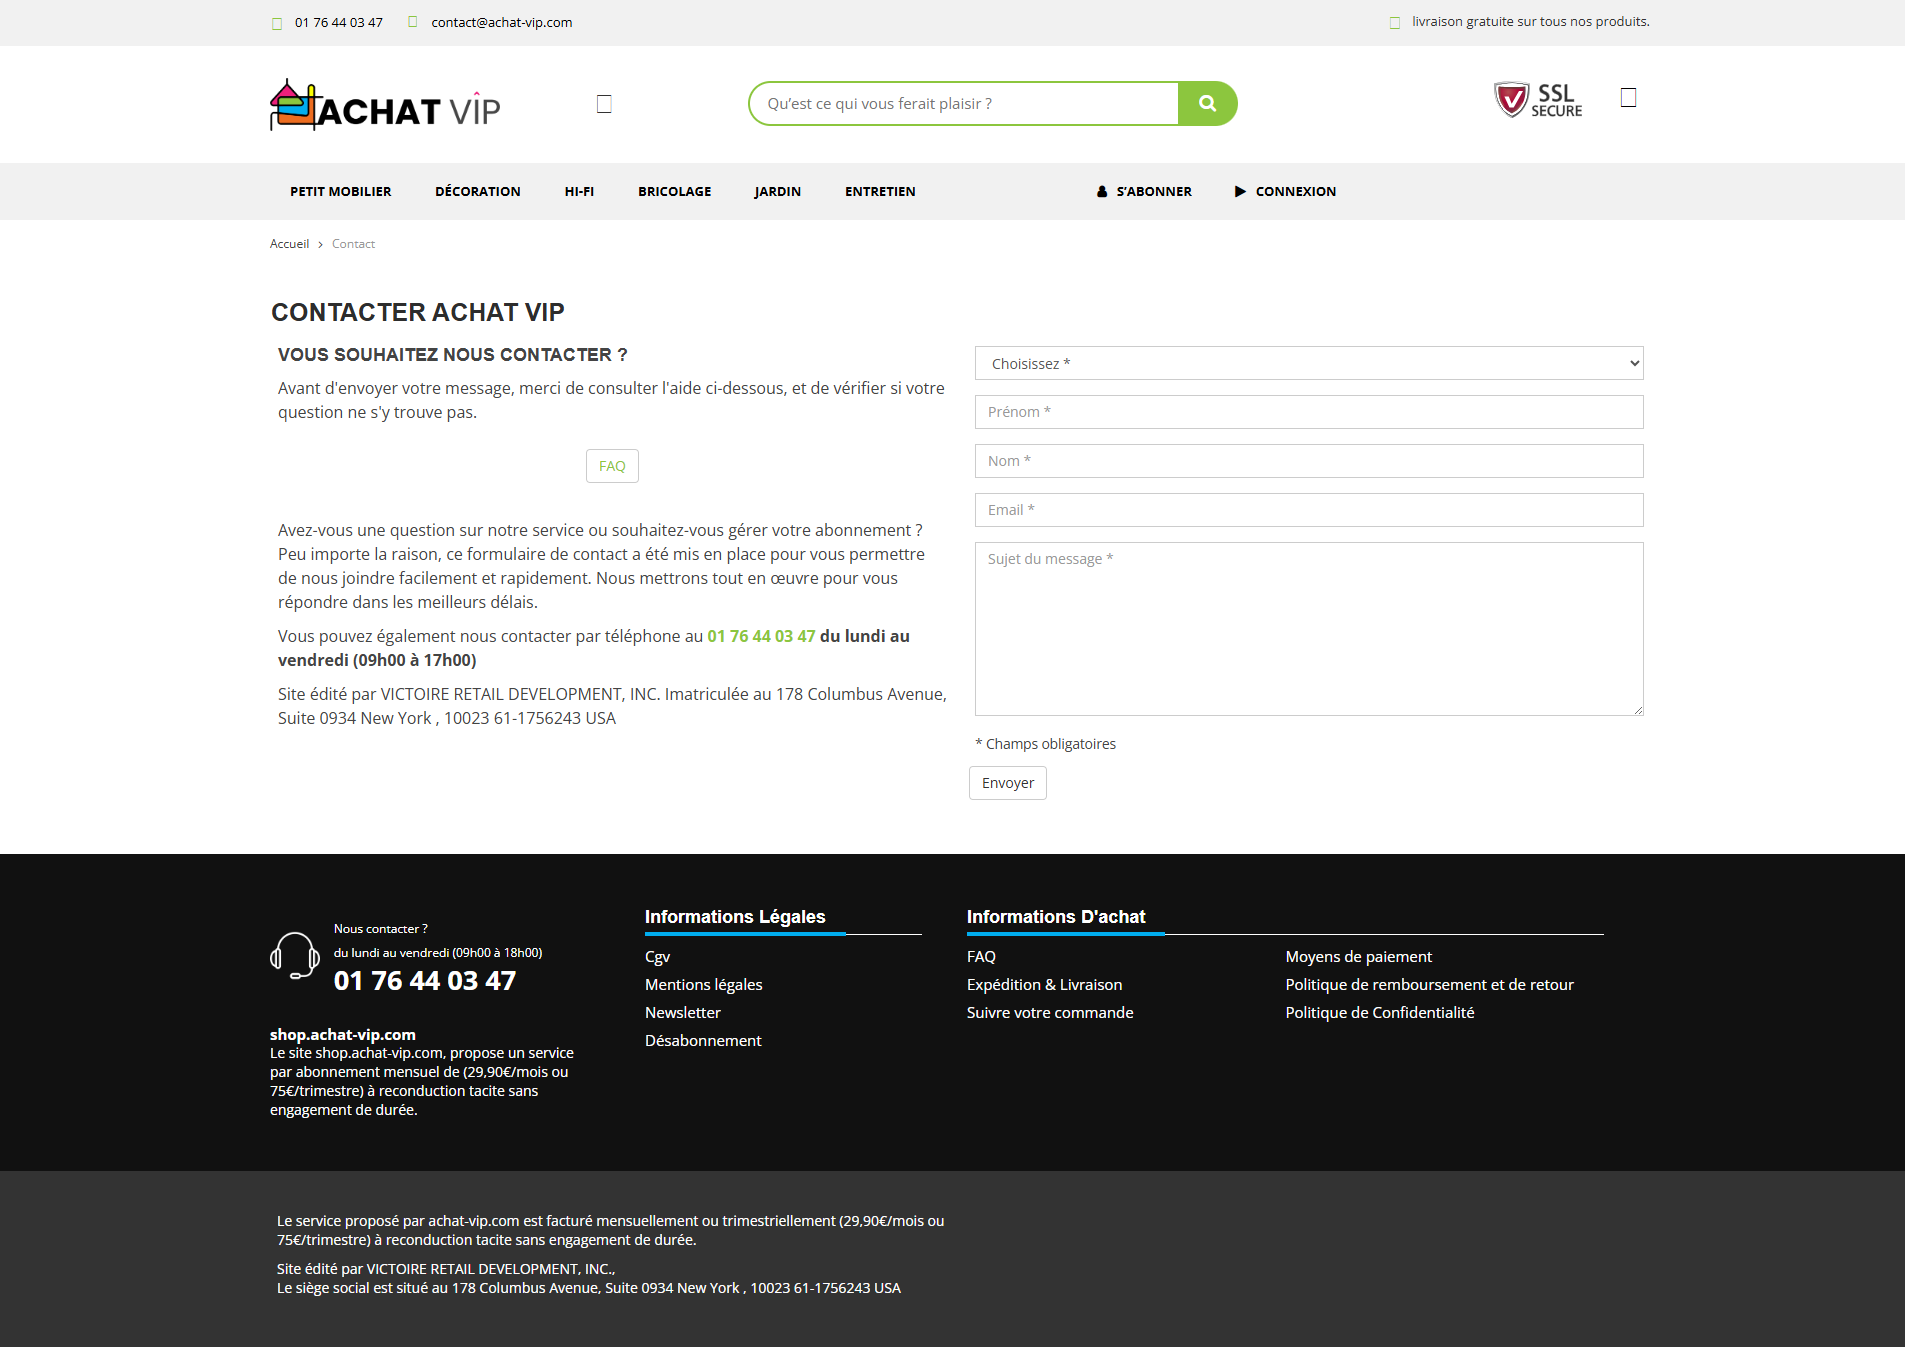 01 76 44 03 47
contact@achat-vip.com
livraison gratuite sur tous nos produits.
ACHAT VIP
Qu'est ce qui vous ferait plaisir ?
SSL
SECURE
PETIT MOBILIER
DÉCORATION
HI-FI
BRICOLAGE
JARDIN
ENTRETIEN
S'ABONNER
CONNEXION
Accueil > Contact
CONTACTER ACHAT VIP
VOUS SOUHAITEZ NOUS CONTACTER ?
Avant d'envoyer votre message, merci de consulter l'aide ci-dessous, et de vérifier si votre
question ne s'y trouve pas.
FAQ
Avez-vous une question sur notre service ou souhaitez-vous gérer votre abonnement ?
Peu importe la raison, ce formulaire de contact a été mis en place pour vous permettre
de nous joindre facilement et rapidement. Nous mettrons tout en œuvre pour vous
répondre dans les meilleurs délais.
Vous pouvez également nous contacter par téléphone au 01 76 44 03 47 du lundi au
vendredi (09h00 à 17h00)
Site édité par VICTOIRE RETAIL DEVELOPMENT, INC. Imatriculée au 178 Columbus Avenue,
Suite 0934 New York , 10023 61-1756243 USA
Choisissez *
Prénom *
Nom *
Email *
Sujet du message *
* Champs obligatoires
Envoyer
Nous contacter ?
du lundi au vendredi (09h00 à 18h00)
01 76 44 03 47
shop.achat-vip.com
Le site shop.achat-vip.com, propose un service
par abonnement mensuel de (29,90€/mois ou
75€/trimestre) à reconduction tacite sans
engagement de durée.
Informations Légales
Cgv
Mentions légales
Newsletter
Désabonnement
Informations D'achat
FAQ
Expédition & Livraison
Suivre votre commande
Moyens de paiement
Politique de remboursement et de retour
Politique de Confidentialité
Le service proposé par achat-vip.com est facturé mensuellement ou trimestriellement (29,90€/mois ou
75€/trimestre) à reconduction tacite sans engagement de durée.
Site édité par VICTOIRE RETAIL DEVELOPMENT, INC.,
Le siège social est situé au 178 Columbus Avenue, Suite 0934 New York , 10023 61-1756243 USA